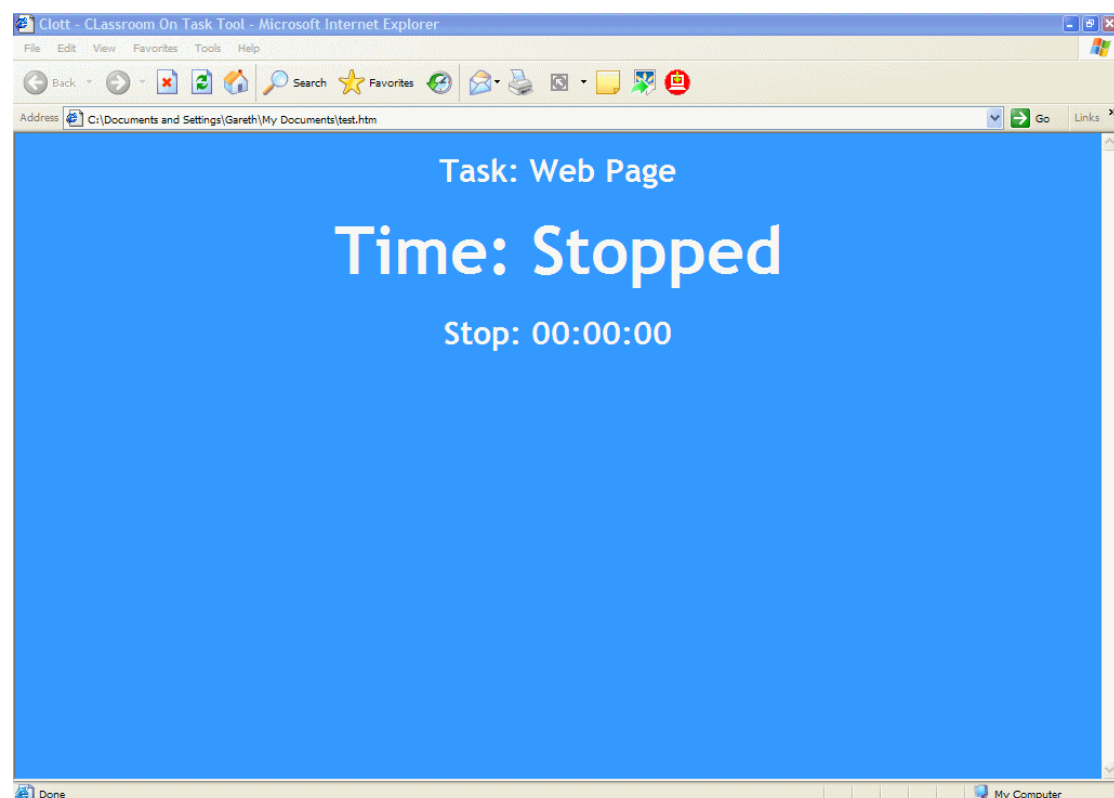 Clott - CLassroom On Task Tool - Microsoft Internet Explorer
File Edit View Favorites Tools Help
Back Search Favorites
Address C:\Documents and Settings\Gareth\My Documents\test.htm Go Links »
Task: Web Page
Time: Stopped
Stop: 00:00:00
Done My Computer